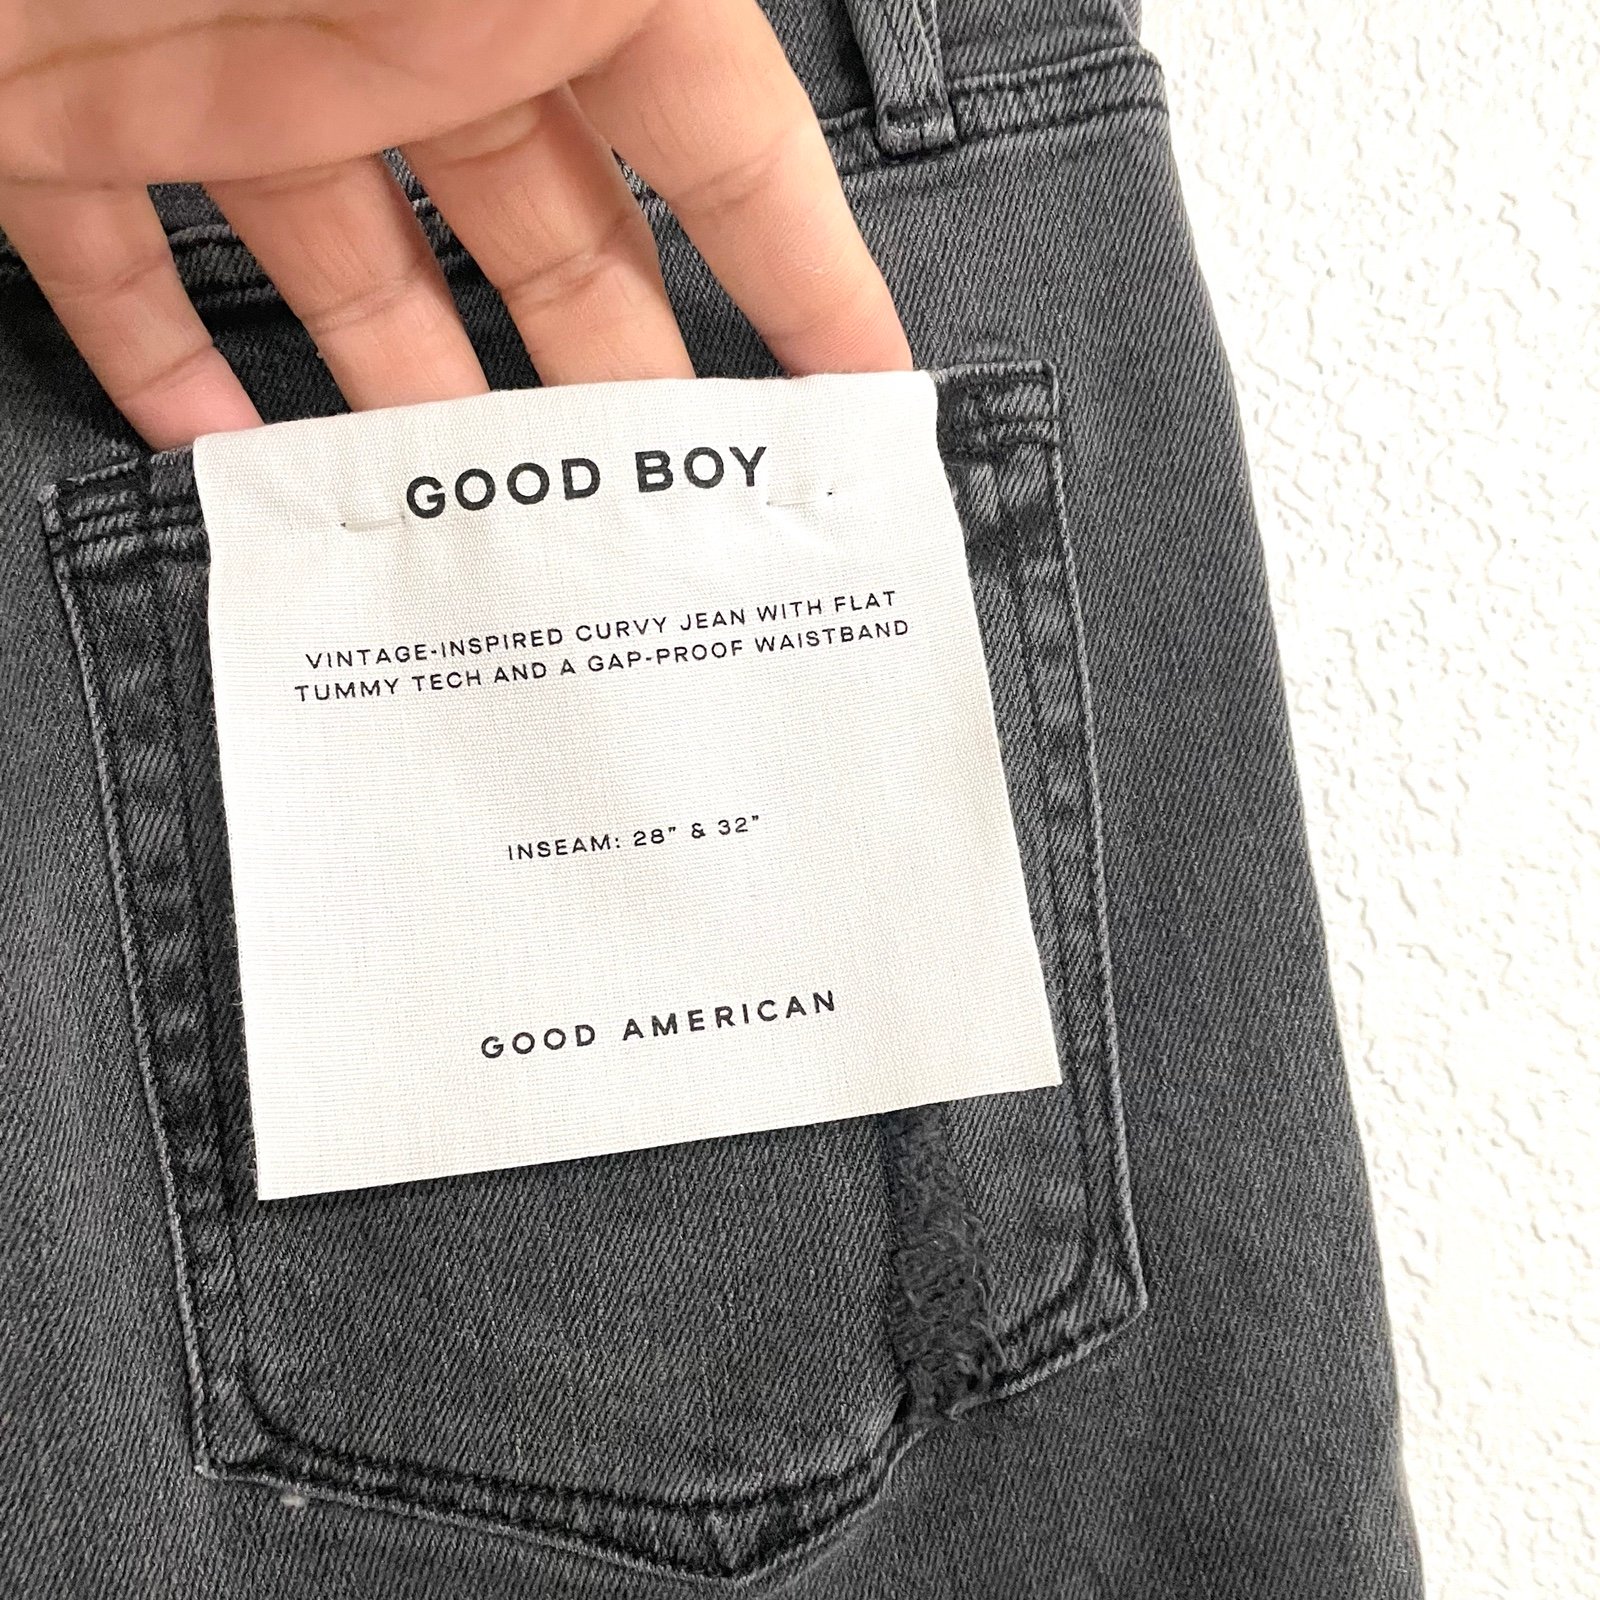 GOOD BOY
VINTAGE-INSPIRED CURVY JEAN WITH FLAT
TUMMY TECH AND A GAP-PROOF WAISTBAND
INSEAM: 28" & 32"
GOOD AMERICAN